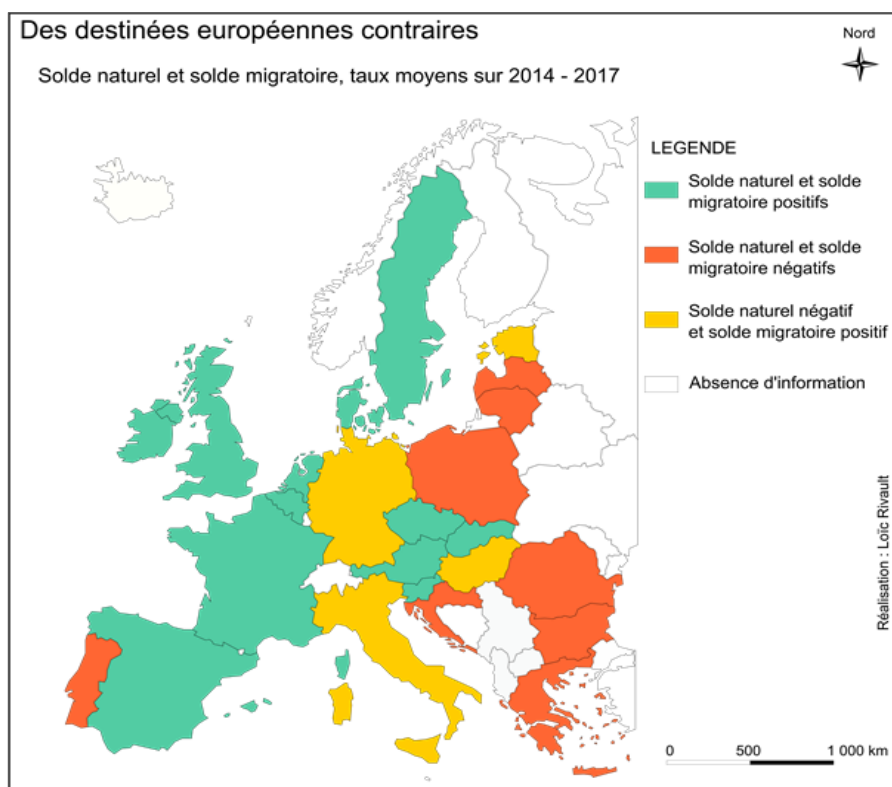 Des destinées européennes contraires
Nord
Solde naturel et solde migratoire, taux moyens sur 2014 - 2017
LEGENDE
Solde naturel et solde
migratoire positifs
Solde naturel et solde
migratoire négatifs
Solde naturel négatif
et solde migratoire positif
Absence d'information
Réalisation : Loïc Rivault
0 500 1 000 km